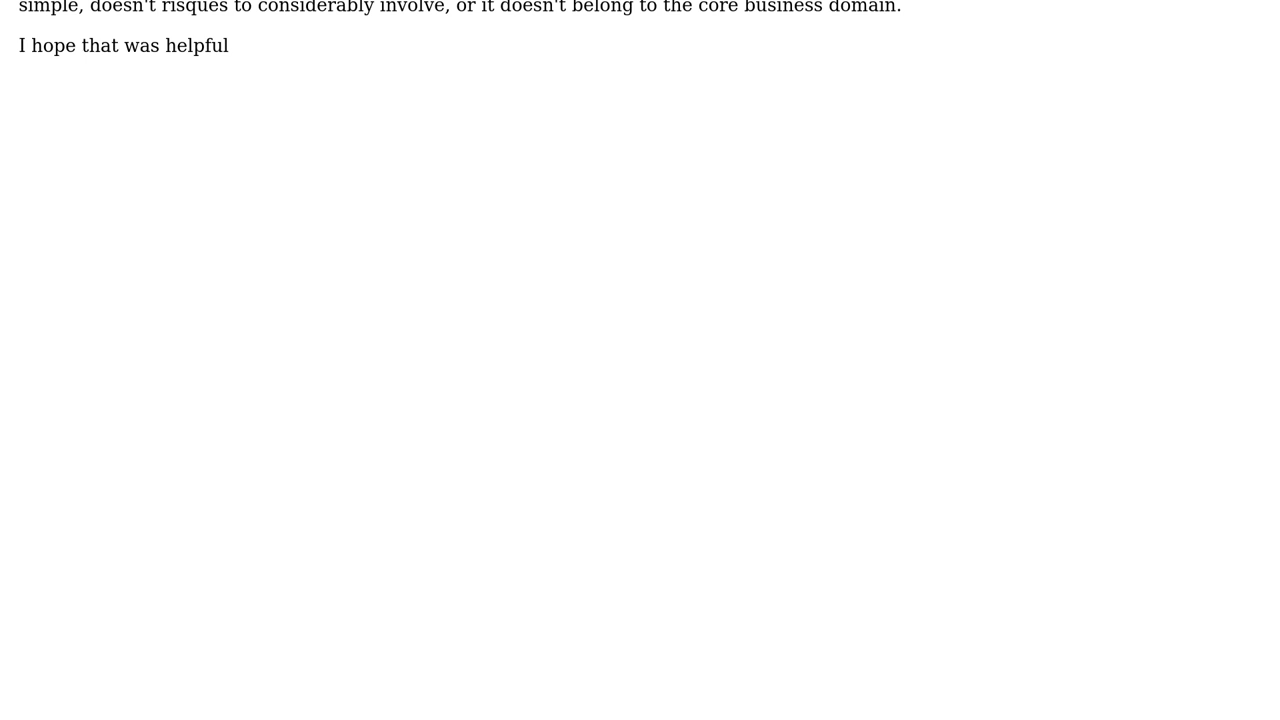 simple, doesn't risques to considerably involve, or it doesn't belong to the core business domain.
I hope that was helpful